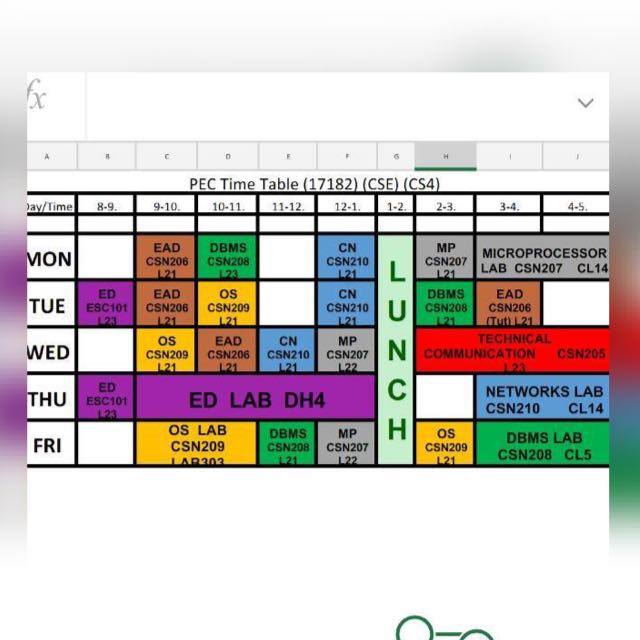 fx
A B C D E F G H I J
PEC Time Table (17182) (CSE) (CS4)
Day/Time 8-9. 9-10. 10-11. 11-12. 12-1. 1-2. 2-3. 3-4. 4-5.
MON
EAD
CSN206
L21
DBMS
CSN208
L23
CN
CSN210
L21
MP
CSN207
L21
MICROPROCESSOR
LAB CSN207 CL14
TUE
ED
ESC101
L23
EAD
CSN206
L21
OS
CSN209
L21
CN
CSN210
L21
DBMS
CSN208
L21
EAD
CSN206
(Tut) L21
WED
OS
CSN209
L21
EAD
CSN206
L21
CN
CSN210
L21
MP
CSN207
L22
TECHNICAL
COMMUNICATION CSN205
L23
THU
ED
ESC101
L23
ED LAB DH4
NETWORKS LAB
CSN210 CL14
FRI
OS LAB
CSN209
LAB303
DBMS
CSN208
L21
MP
CSN207
L22
OS
CSN209
L21
DBMS LAB
CSN208 CL5
L
U
N
C
H